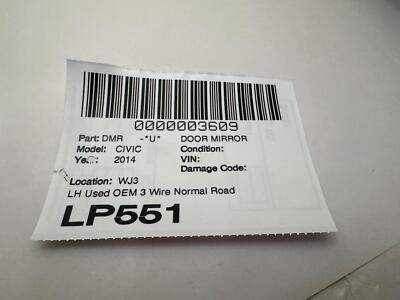 0000003609
Part: DMR -*U* DOOR MIRROR
Model: CIVIC Condition:
Year: 2014 VIN:
Damage Code:
Location: WJ3
LH Used OEM 3 Wire Normal Road
LP551